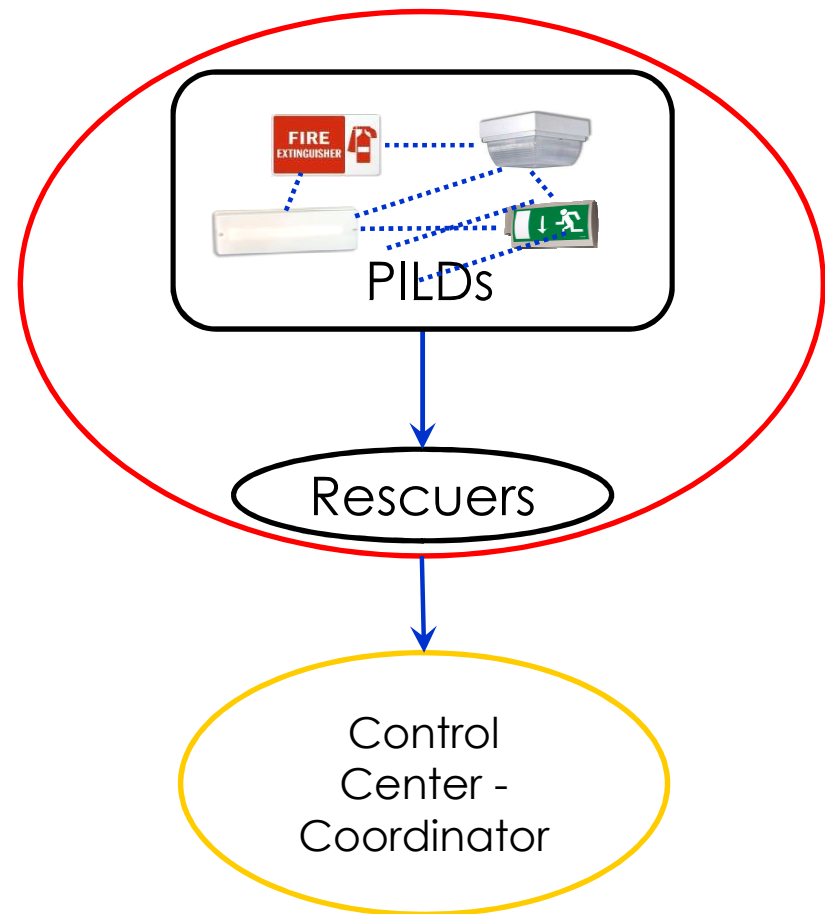 FIRE
EXTINGUISHER
PILDs
Rescuers
Control
Center -
Coordinator